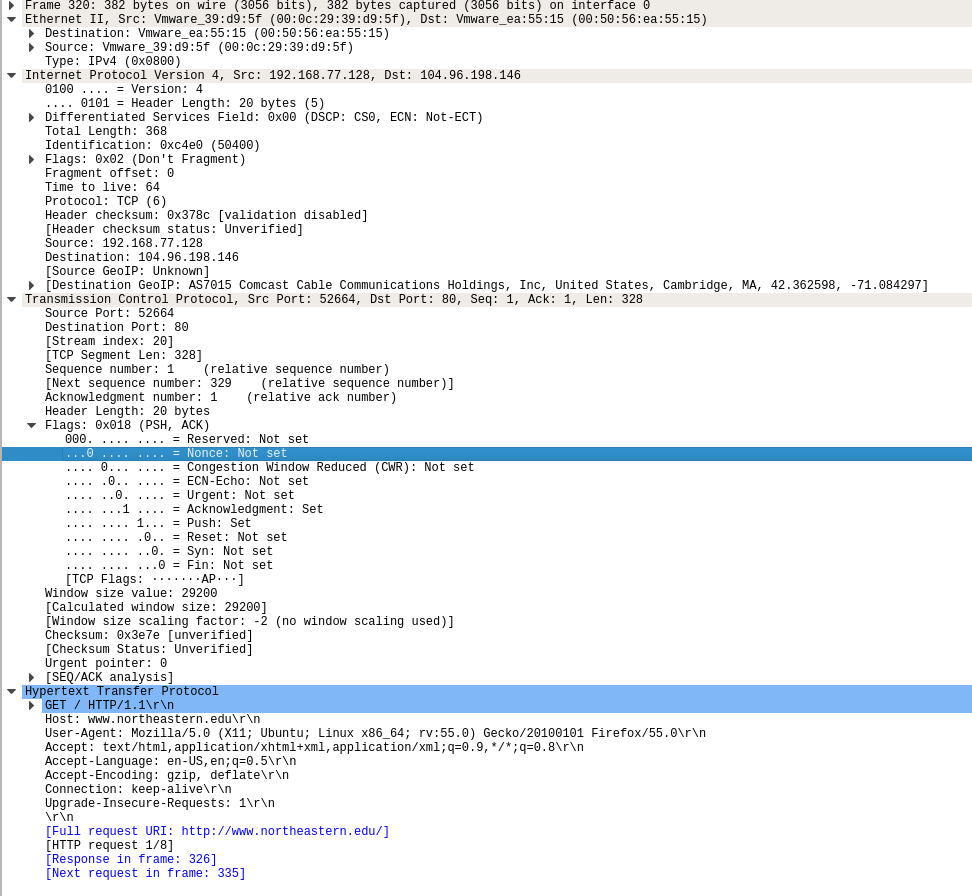 Frame 320: 382 bytes on wire (3056 bits), 382 bytes captured (3056 bits) on interface 0
Ethernet II, Src: Vmware_39:d9:5f (00:0c:29:39:d9:5f), Dst: Vmware_ea:55:15 (00:50:56:ea:55:15)
Destination: Vmware_ea:55:15 (00:50:56:ea:55:15)
Source: Vmware_39:d9:5f (00:0c:29:39:d9:5f)
Type: IPv4 (0x0800)
Internet Protocol Version 4, Src: 192.168.77.128, Dst: 104.96.198.146
0100 .... = Version: 4
.... 0101 = Header Length: 20 bytes (5)
Differentiated Services Field: 0x00 (DSCP: CS0, ECN: Not-ECT)
Total Length: 368
Identification: 0xc4e0 (50400)
Flags: 0x02 (Don't Fragment)
Fragment offset: 0
Time to live: 64
Protocol: TCP (6)
Header checksum: 0x378c [validation disabled]
[Header checksum status: Unverified]
Source: 192.168.77.128
Destination: 104.96.198.146
[Source GeoIP: Unknown]
[Destination GeoIP: AS7015 Comcast Cable Communications Holdings, Inc, United States, Cambridge, MA, 42.362598, -71.084297]
Transmission Control Protocol, Src Port: 52664, Dst Port: 80, Seq: 1, Ack: 1, Len: 328
Source Port: 52664
Destination Port: 80
[Stream index: 20]
[TCP Segment Len: 328]
Sequence number: 1    (relative sequence number)
[Next sequence number: 329    (relative sequence number)]
Acknowledgment number: 1    (relative ack number)
Header Length: 20 bytes
Flags: 0x018 (PSH, ACK)
000. .... .... = Reserved: Not set
...0 .... .... = Nonce: Not set
.... 0... .... = Congestion Window Reduced (CWR): Not set
.... .0.. .... = ECN-Echo: Not set
.... ..0. .... = Urgent: Not set
.... ...1 .... = Acknowledgment: Set
.... .... 1... = Push: Set
.... .... .0.. = Reset: Not set
.... .... ..0. = Syn: Not set
.... .... ...0 = Fin: Not set
[TCP Flags: ·······AP···]
Window size value: 29200
[Calculated window size: 29200]
[Window size scaling factor: -2 (no window scaling used)]
Checksum: 0x3e7e [unverified]
[Checksum Status: Unverified]
Urgent pointer: 0
[SEQ/ACK analysis]
Hypertext Transfer Protocol
GET / HTTP/1.1\r\n
Host: www.northeastern.edu\r\n
User-Agent: Mozilla/5.0 (X11; Ubuntu; Linux x86_64; rv:55.0) Gecko/20100101 Firefox/55.0\r\n
Accept: text/html,application/xhtml+xml,application/xml;q=0.9,*/*;q=0.8\r\n
Accept-Language: en-US,en;q=0.5\r\n
Accept-Encoding: gzip, deflate\r\n
Connection: keep-alive\r\n
Upgrade-Insecure-Requests: 1\r\n
\r\n
[Full request URI: http://www.northeastern.edu/]
[HTTP request 1/8]
[Response in frame: 326]
[Next request in frame: 335]